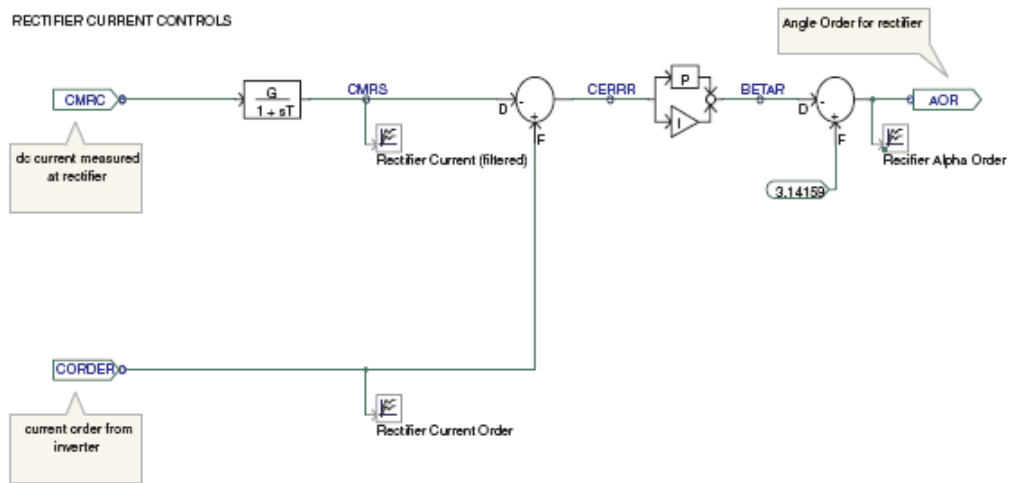 RECTIFIER CURRENT CONTROLS
Angle Order for rectifier
CMRC
G
1 + sT
CMRS
D
-
+
F
CERRR
P
I
BETAR
D
-
+
F
AOR
dc current measured
at rectifier
Rectifier Current (filtered)
Recifier Alpha Order
3.14159
CORDER
current order from
inverter
Rectifier Current Order